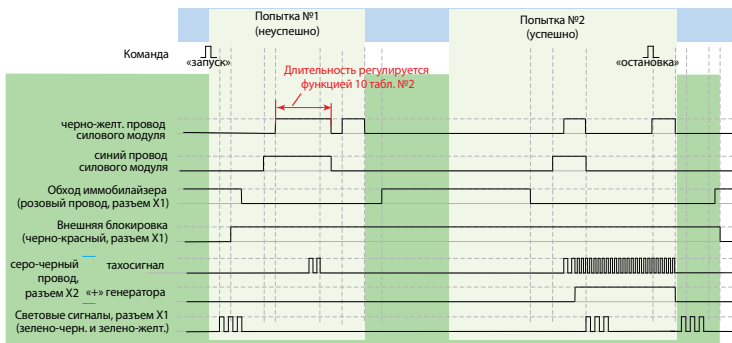 Попытка №1
(неуспешно)
Попытка №2
(успешно)
Команда
«запуск»
«остановка»
Длительность регулируется
функцией 10 табл. №2
черно-желт. провод
силового модуля
синий провод
силового модуля
Обход иммобилайзера
(розовый провод, разъем X1)
Внешняя блокировка
(черно-красный, разъем X1)
серо-черный
провод,
разъем X2
тахосигнал
«+» генератора
Световые сигналы, разъем X1
(зелено-черн. и зелено-желт.)